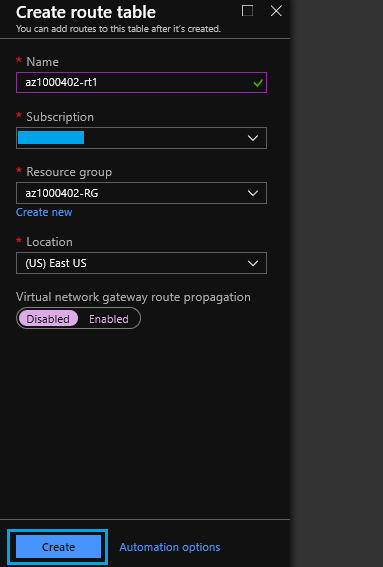 Create route table
You can add routes to this table after it's created.
* Name
az1000402-rt1
* Subscription
* Resource group
az1000402-RG
Create new
* Location
(US) East US
Virtual network gateway route propagation
Disabled Enabled
Create Automation options